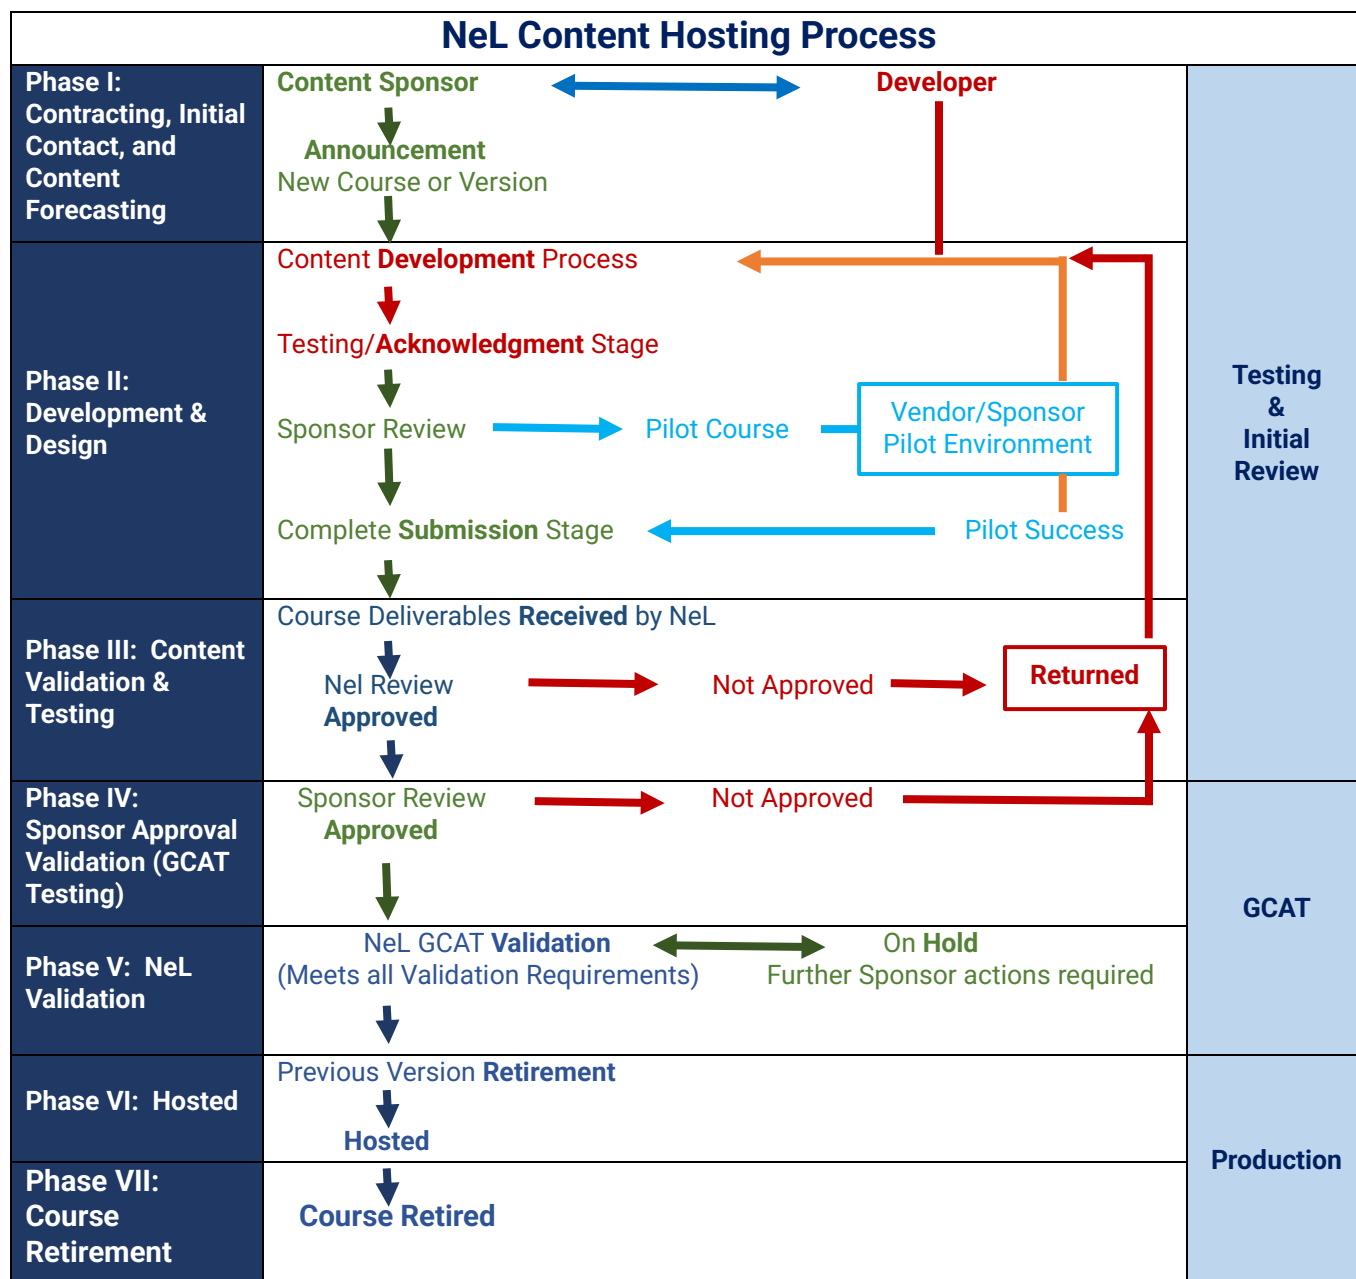 NeL Content Hosting Process
Phase I:
Contracting, Initial
Contact, and
Content
Forecasting
Content Sponsor
Developer
Announcement
New Course or Version
Phase II:
Development &
Design
Content Development Process
Testing/Acknowledgment Stage
Sponsor Review
Pilot Course
Vendor/Sponsor
Pilot Environment
Complete Submission Stage
Pilot Success
Testing
&
Initial
Review
Phase III:  Content
Validation &
Testing
Course Deliverables Received by NeL
Nel Review
Approved
Not Approved
Returned
Phase IV:
Sponsor Approval
Validation (GCAT
Testing)
Sponsor Review
Approved
Not Approved
GCAT
Phase V:  NeL
Validation
NeL GCAT Validation
(Meets all Validation Requirements)
On Hold
Further Sponsor actions required
Phase VI:  Hosted
Previous Version Retirement
Hosted
Production
Phase VII:
Course
Retirement
Course Retired